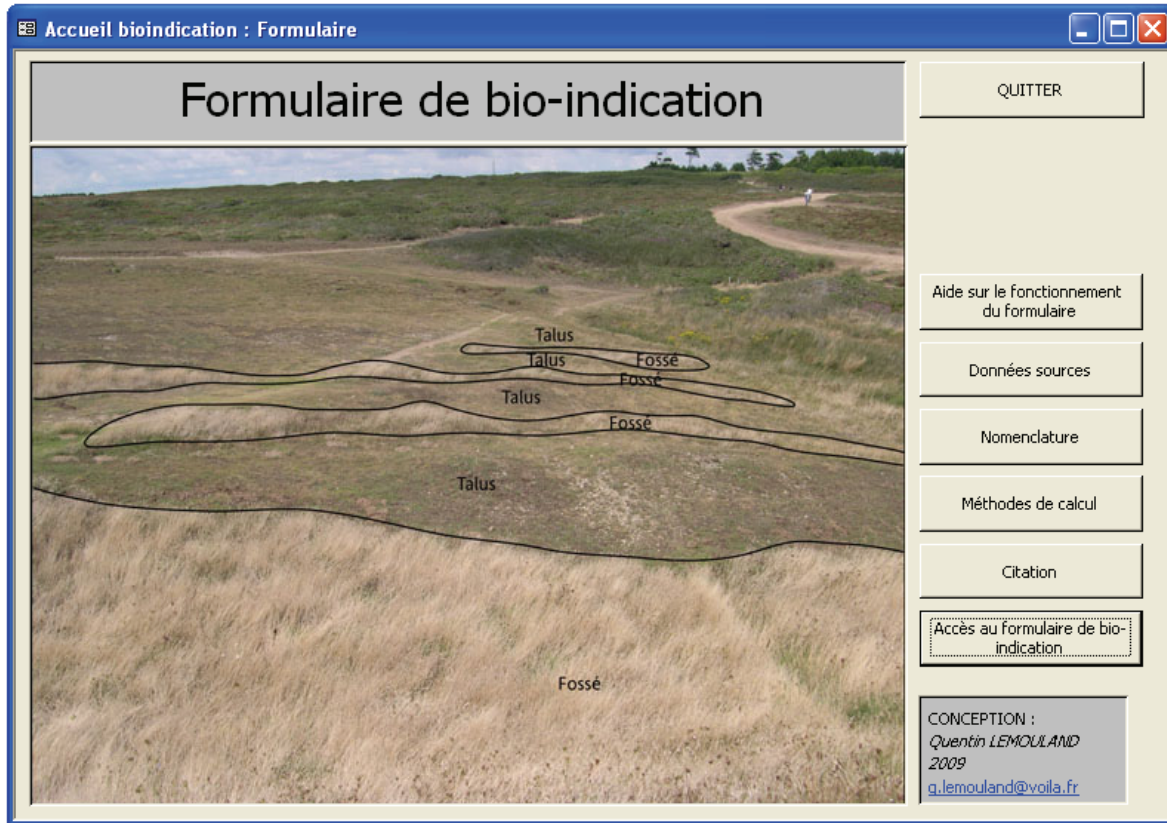 Accueil bioindication : Formulaire
Formulaire de bio-indication
QUITTER
Aide sur le fonctionnement
du formulaire
Données sources
Nomenclature
Méthodes de calcul
Citation
Accès au formulaire de bio-
indication
Talus
Talus
Fossé
Fossé
Talus
Fossé
Talus
Fossé
CONCEPTION :
Quentin LEMOULAND
2009
q.lemouland@voila.fr